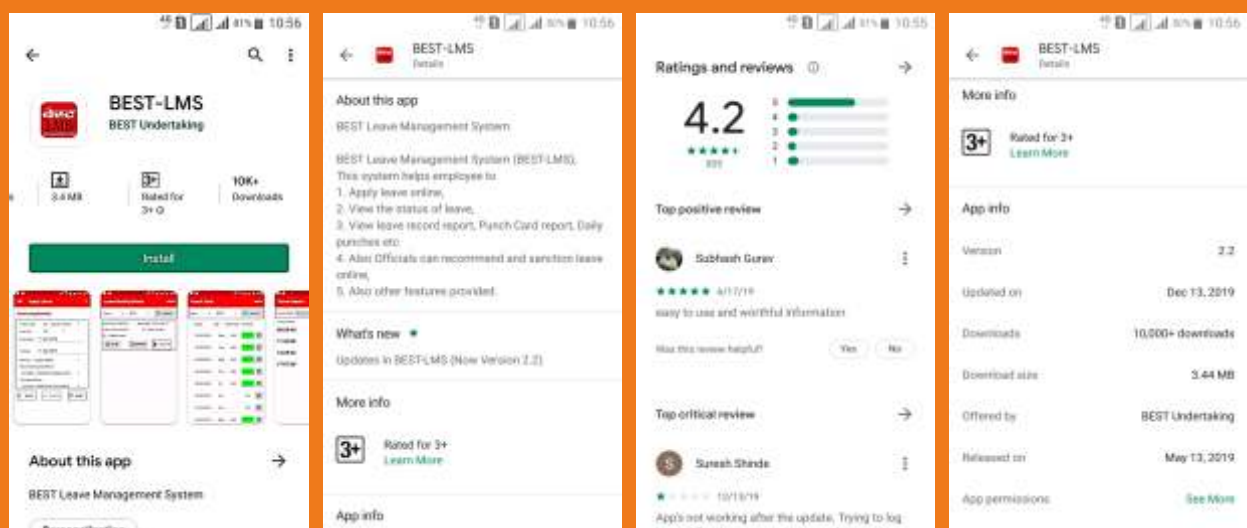 10:56
BEST-LMS
BEST Undertaking
3.4 MB
3+
Rated for
3+
10K+
Downloads
Install
About this app
BEST Leave Management System
10:56
BEST-LMS
Details
About this app
BEST Leave Management System
BEST Leave Management System (BEST-LMS),
This system helps employee to
1. Apply leave online,
2. View the status of leave,
3. View leave record report, Punch Card report, Daily
punches etc
4. Also Officials can recommend and sanction leave
online,
5. Also other features provided.
What's new
Updates in BEST-LMS (Now Version 2.2)
More info
3+
Rated for 3+
Learn More
App info
10:55
Ratings and reviews
4.2
5
4
3
2
1
Top positive review
Subhash Gurav
6/17/19
easy to use and worthful information
Was this review helpful?
Yes
No
Top critical review
S
Suresh Shinde
12/13/19
App's not working after the update, Trying to log
10:56
BEST-LMS
Details
More info
3+
Rated for 3+
Learn More
App info
Version 2.2
Updated on Dec 13, 2019
Downloads 10,000+ downloads
Download size 3.44 MB
Offered by BEST Undertaking
Released on May 13, 2019
App permissions See More